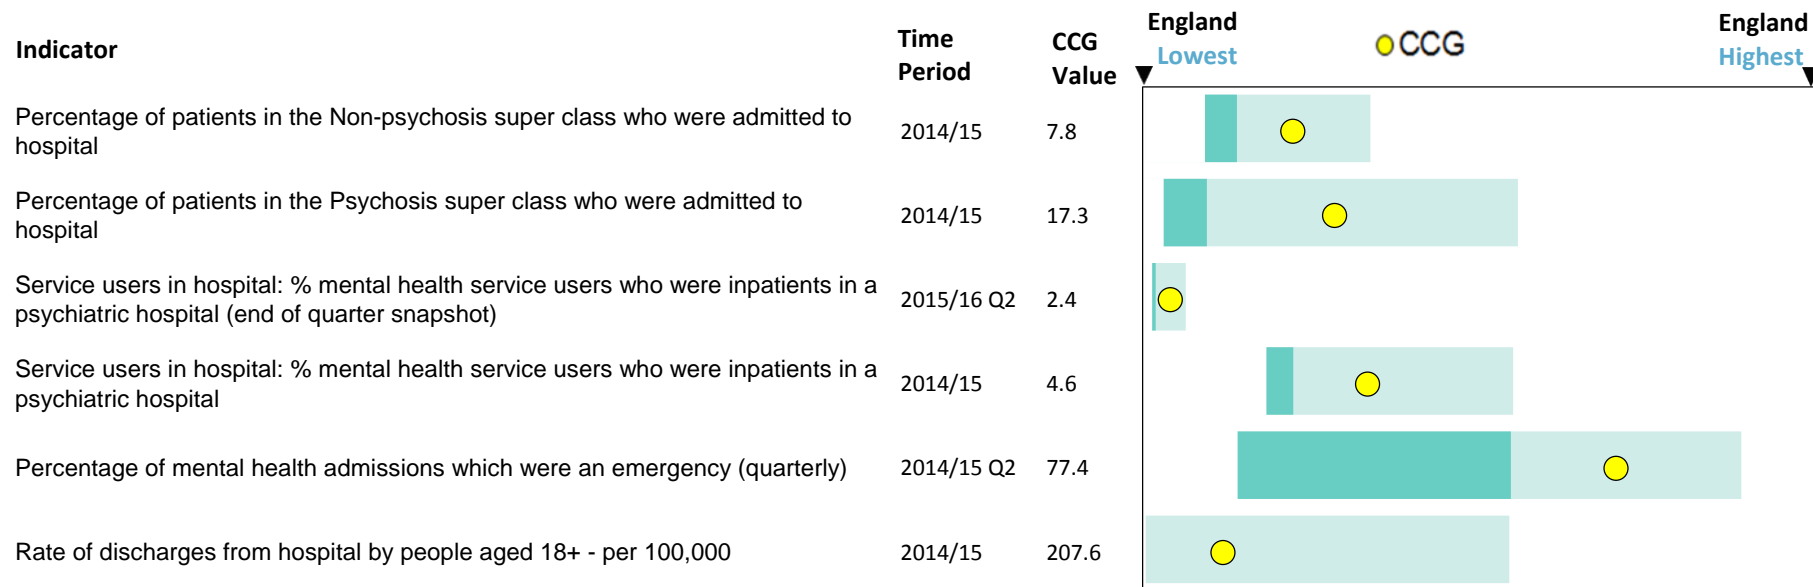 Indicator
Time
Period
CCG
Value
England
Lowest
CCG
England
Highest
Percentage of patients in the Non-psychosis super class who were admitted to
hospital
2014/15
7.8
Percentage of patients in the Psychosis super class who were admitted to
hospital
2014/15
17.3
Service users in hospital: % mental health service users who were inpatients in a
psychiatric hospital (end of quarter snapshot)
2015/16 Q2
2.4
Service users in hospital: % mental health service users who were inpatients in a
psychiatric hospital
2014/15
4.6
Percentage of mental health admissions which were an emergency (quarterly)
2014/15 Q2
77.4
Rate of discharges from hospital by people aged 18+ - per 100,000
2014/15
207.6